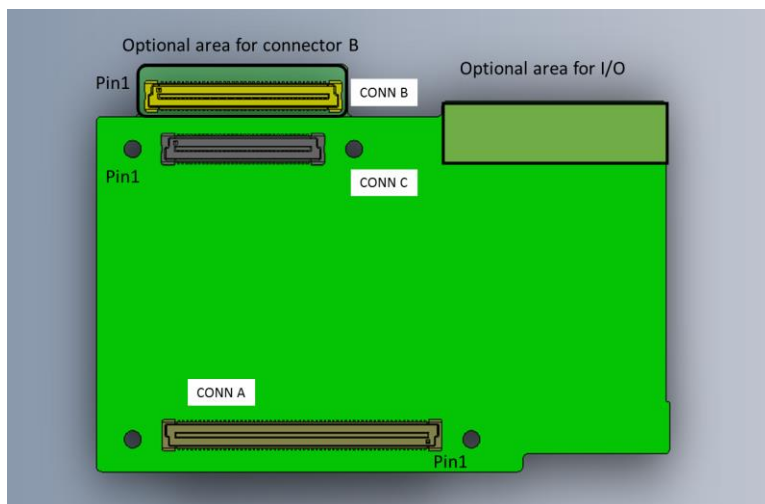 Optional area for connector B
Optional area for I/O
Pin1
CONN B
Pin1
CONN C
CONN A
Pin1